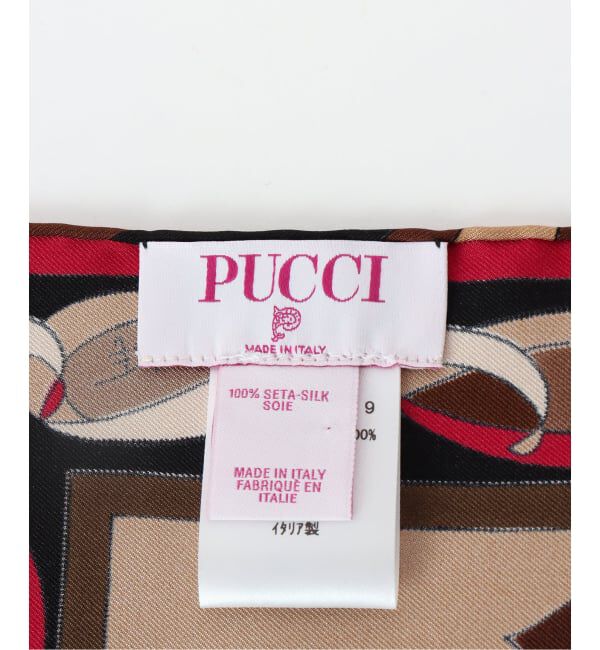 PUCCI
MADE IN ITALY
100% SETA-SILK
SOIE
9
00%
MADE IN ITALY
FABRIQUÈ EN
ITALIE
イタリア製